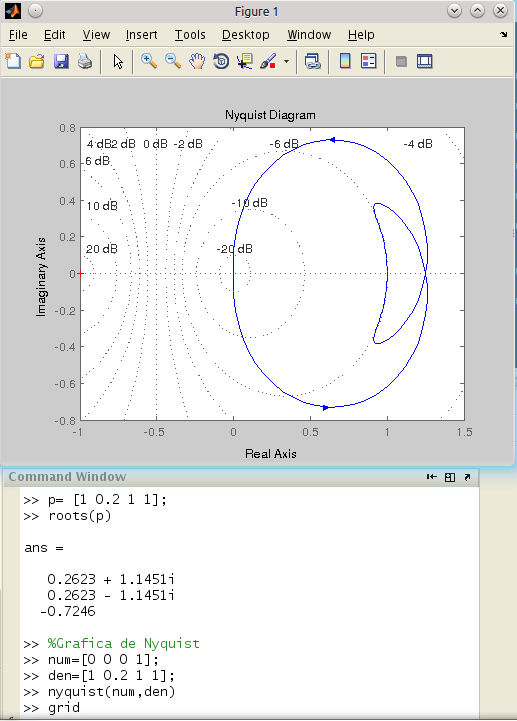 Figure 1
File Edit View Insert Tools Desktop Window Help
Nyquist Diagram
0.8
4 dB 2 dB 0 dB -2 dB -6 dB -4 dB
0.6
6 dB
0.4
10 dB -10 dB
0.2
20 dB -20 dB
0
-0.2
-0.4
-0.6
-0.8
Imaginary Axis
-1 -0.5 0 0.5 1 1.5
Real Axis
Command Window
>> p= [1 0.2 1 1];
>> roots(p)
ans =
0.2623 + 1.1451i
0.2623 - 1.1451i
-0.7246
>> %Grafica de Nyquist
>> num=[0 0 0 1];
>> den=[1 0.2 1 1];
>> nyquist(num,den)
>> grid